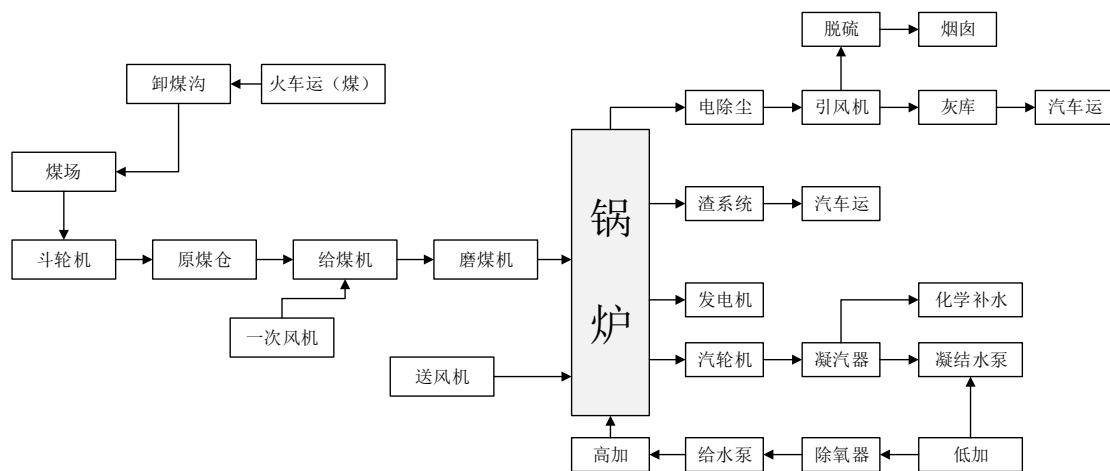 脱硫
烟囱
卸煤沟
火车运（煤）
电除尘
引风机
灰库
汽车运
煤场
锅
炉
渣系统
汽车运
斗轮机
原煤仓
给煤机
磨煤机
发电机
化学补水
一次风机
送风机
汽轮机
凝汽器
凝结水泵
高加
给水泵
除氧器
低加